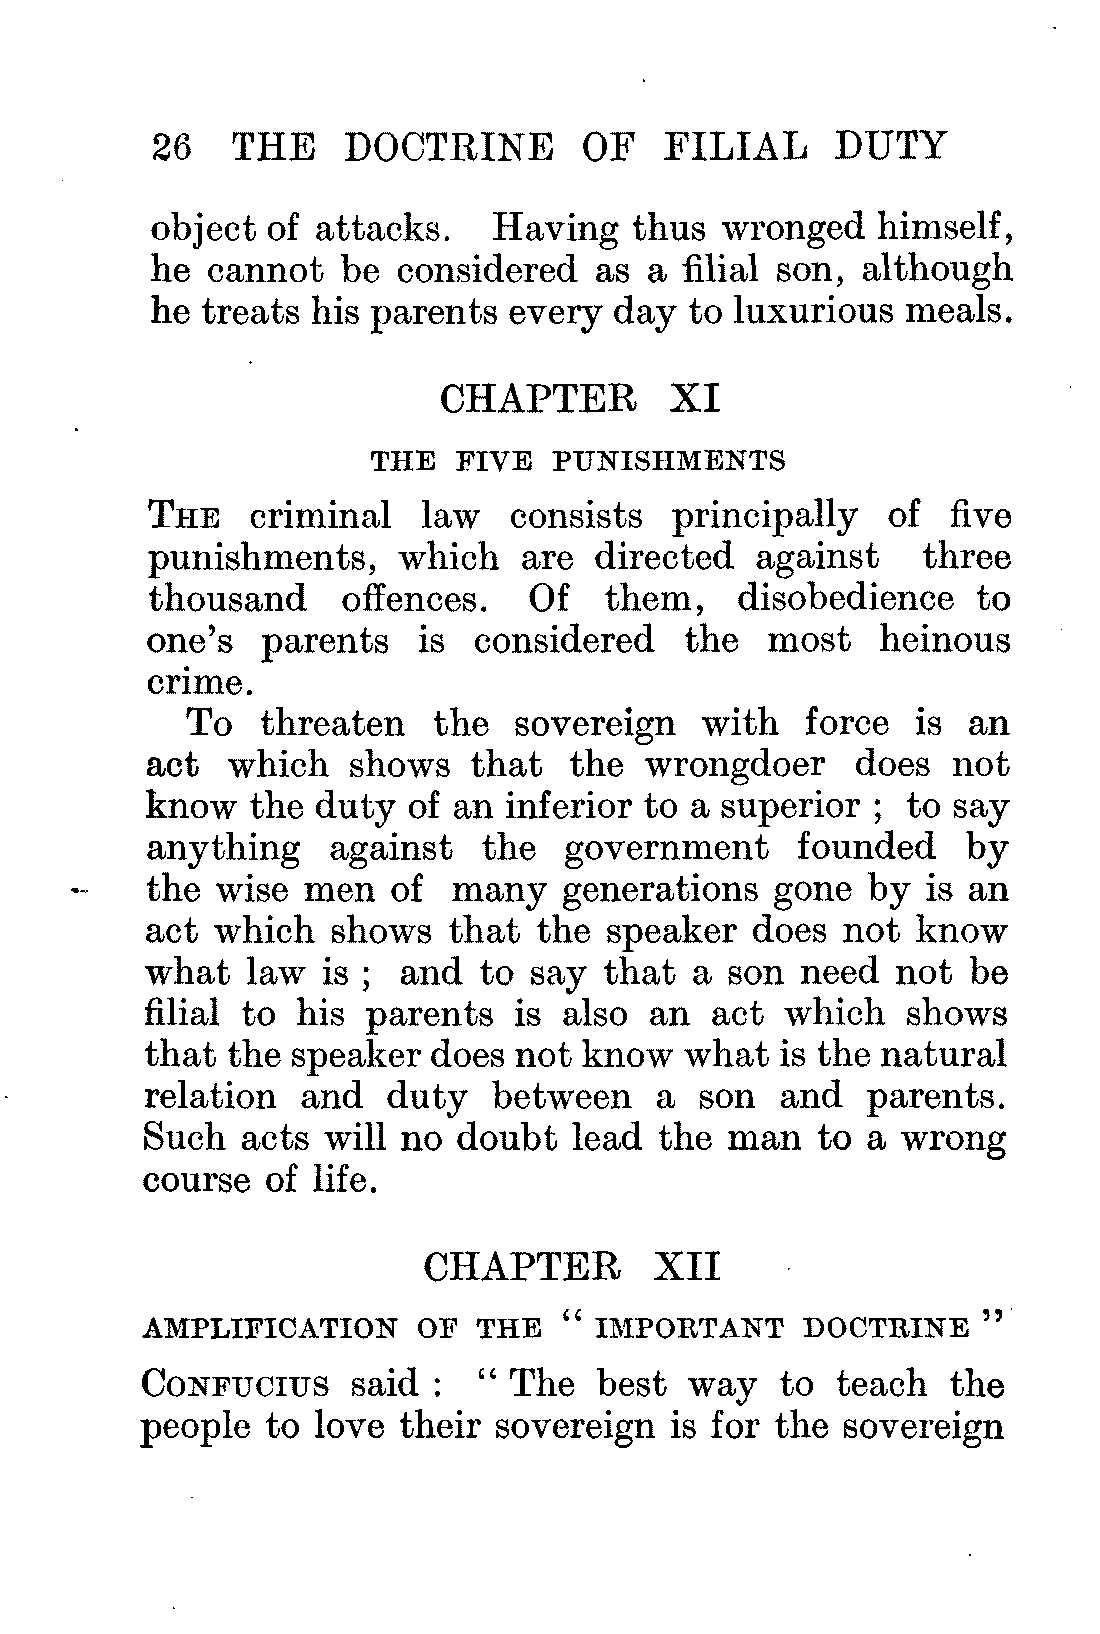 26 THE DOCTRINE OF FILIAL DUTY
object of attacks. Having thus wronged himself,
he cannot be considered as a filial son, although
he treats his parents every day to luxurious meals.
CHAPTER XI
THE FIVE PUNISHMENTS
THE criminal law consists principally of five
punishments, which are directed against three
thousand offences. Of them, disobedience to
one's parents is considered the most heinous
crime.
To threaten the sovereign with force is an
act which shows that the wrongdoer does not
know the duty of an inferior to a superior ; to say
anything against the government founded by
the wise men of many generations gone by is an
act which shows that the speaker does not know
what law is ; and to say that a son need not be
filial to his parents is also an act which shows
that the speaker does not know what is the natural
relation and duty between a son and parents.
Such acts will no doubt lead the man to a wrong
course of life.
CHAPTER XII
AMPLIFICATION OF THE “ IMPORTANT DOCTRINE ”
CONFUCIUS said : “ The best way to teach the
people to love their sovereign is for the sovereign